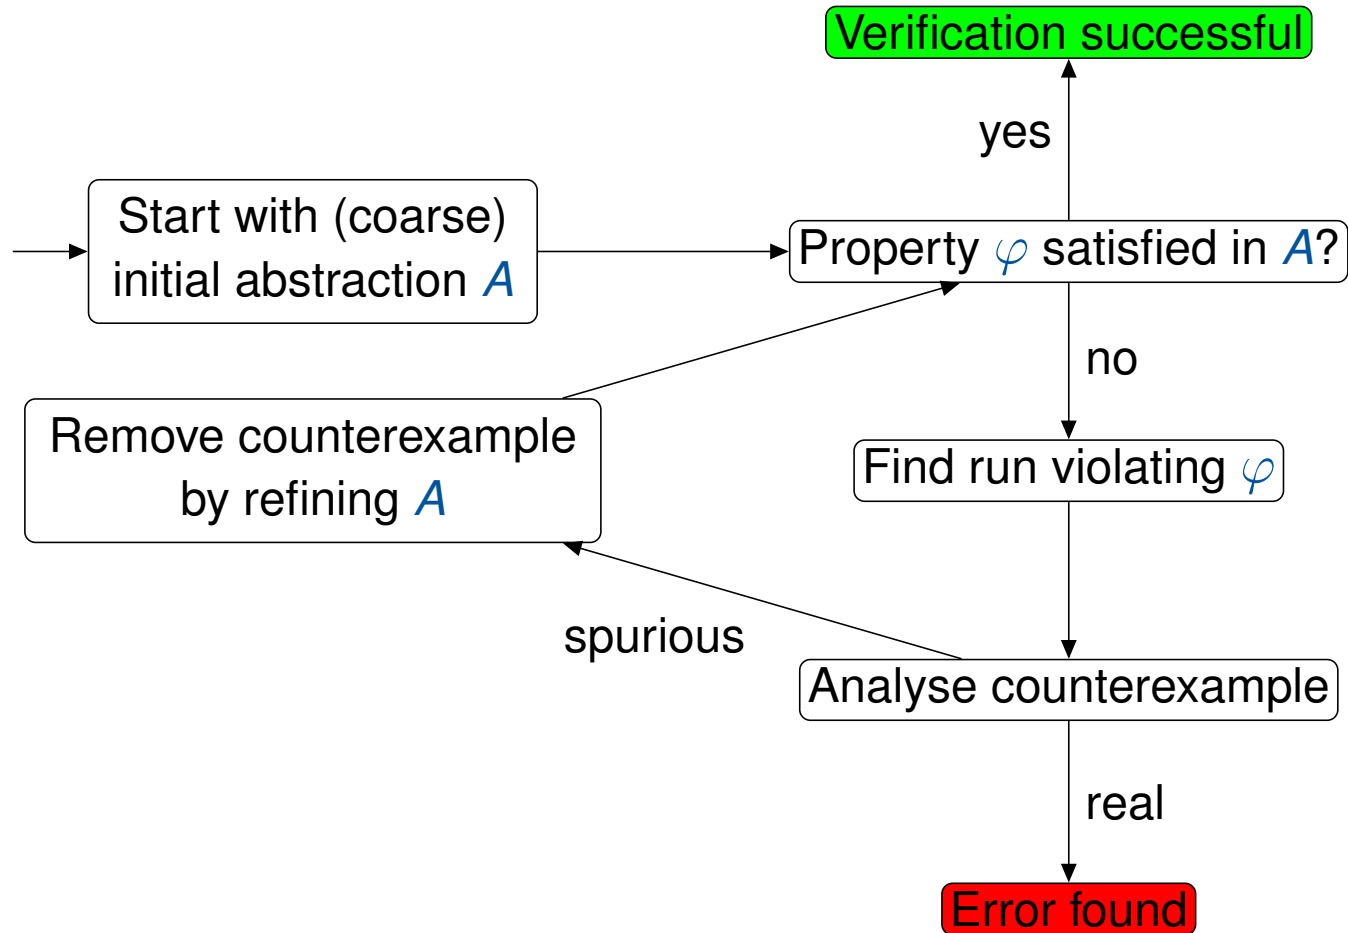 Verification successful
yes
Start with (coarse)
initial abstraction A
Property φ satisfied in A?
no
Remove counterexample
by refining A
Find run violating φ
spurious
Analyse counterexample
real
Error found